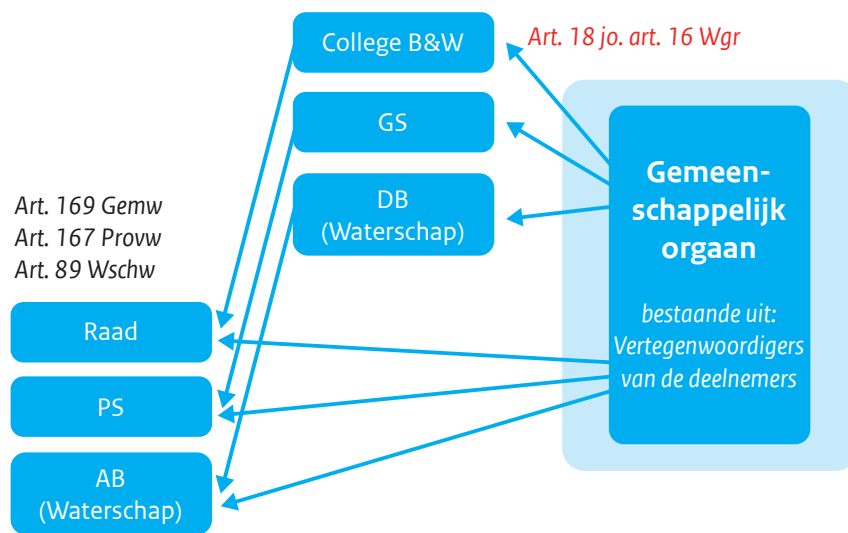 College B&W
Art. 18 jo. art. 16 Wgr
GS
DB
(Waterschap)
Gemeen-
schappelijk
orgaan
bestaande uit:
Vertegenwoordigers
van de deelnemers
Art. 169 Gemw
Art. 167 Provw
Art. 89 Wschw
Raad
PS
AB
(Waterschap)